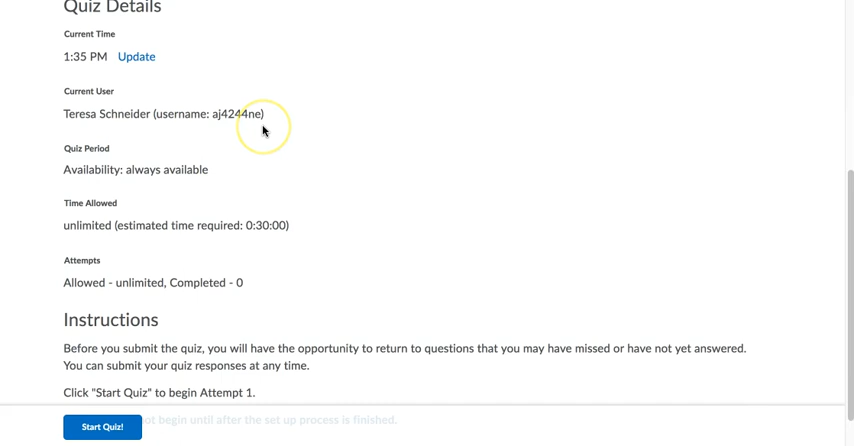 Quiz Details
Current Time
1:35 PM Update
Current User
Teresa Schneider (username: aj4244ne)
Quiz Period
Availability: always available
Time Allowed
unlimited (estimated time required: 0:30:00)
Attempts
Allowed - unlimited, Completed - 0
Instructions
Before you submit the quiz, you will have the opportunity to return to questions that you may have missed or have not yet answered.
You can submit your quiz responses at any time.
Click "Start Quiz" to begin Attempt 1.
not begin until after the set up process is finished.
Start Quiz!